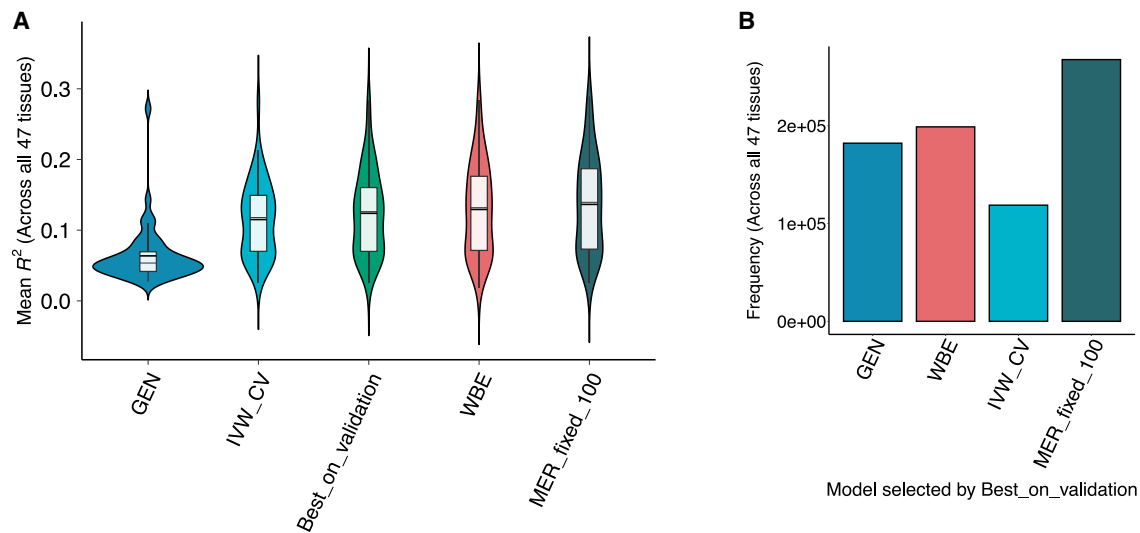 A
Mean R² (Across all 47 tissues)
0.3
0.2
0.1
0.0
GEN
IVW_CV
Best_on_validation
WBE
MER_fixed_100
B
Frequency (Across all 47 tissues)
2e+05
1e+05
0e+00
GEN
WBE
IVW_CV
MER_fixed_100
Model selected by Best_on_validation